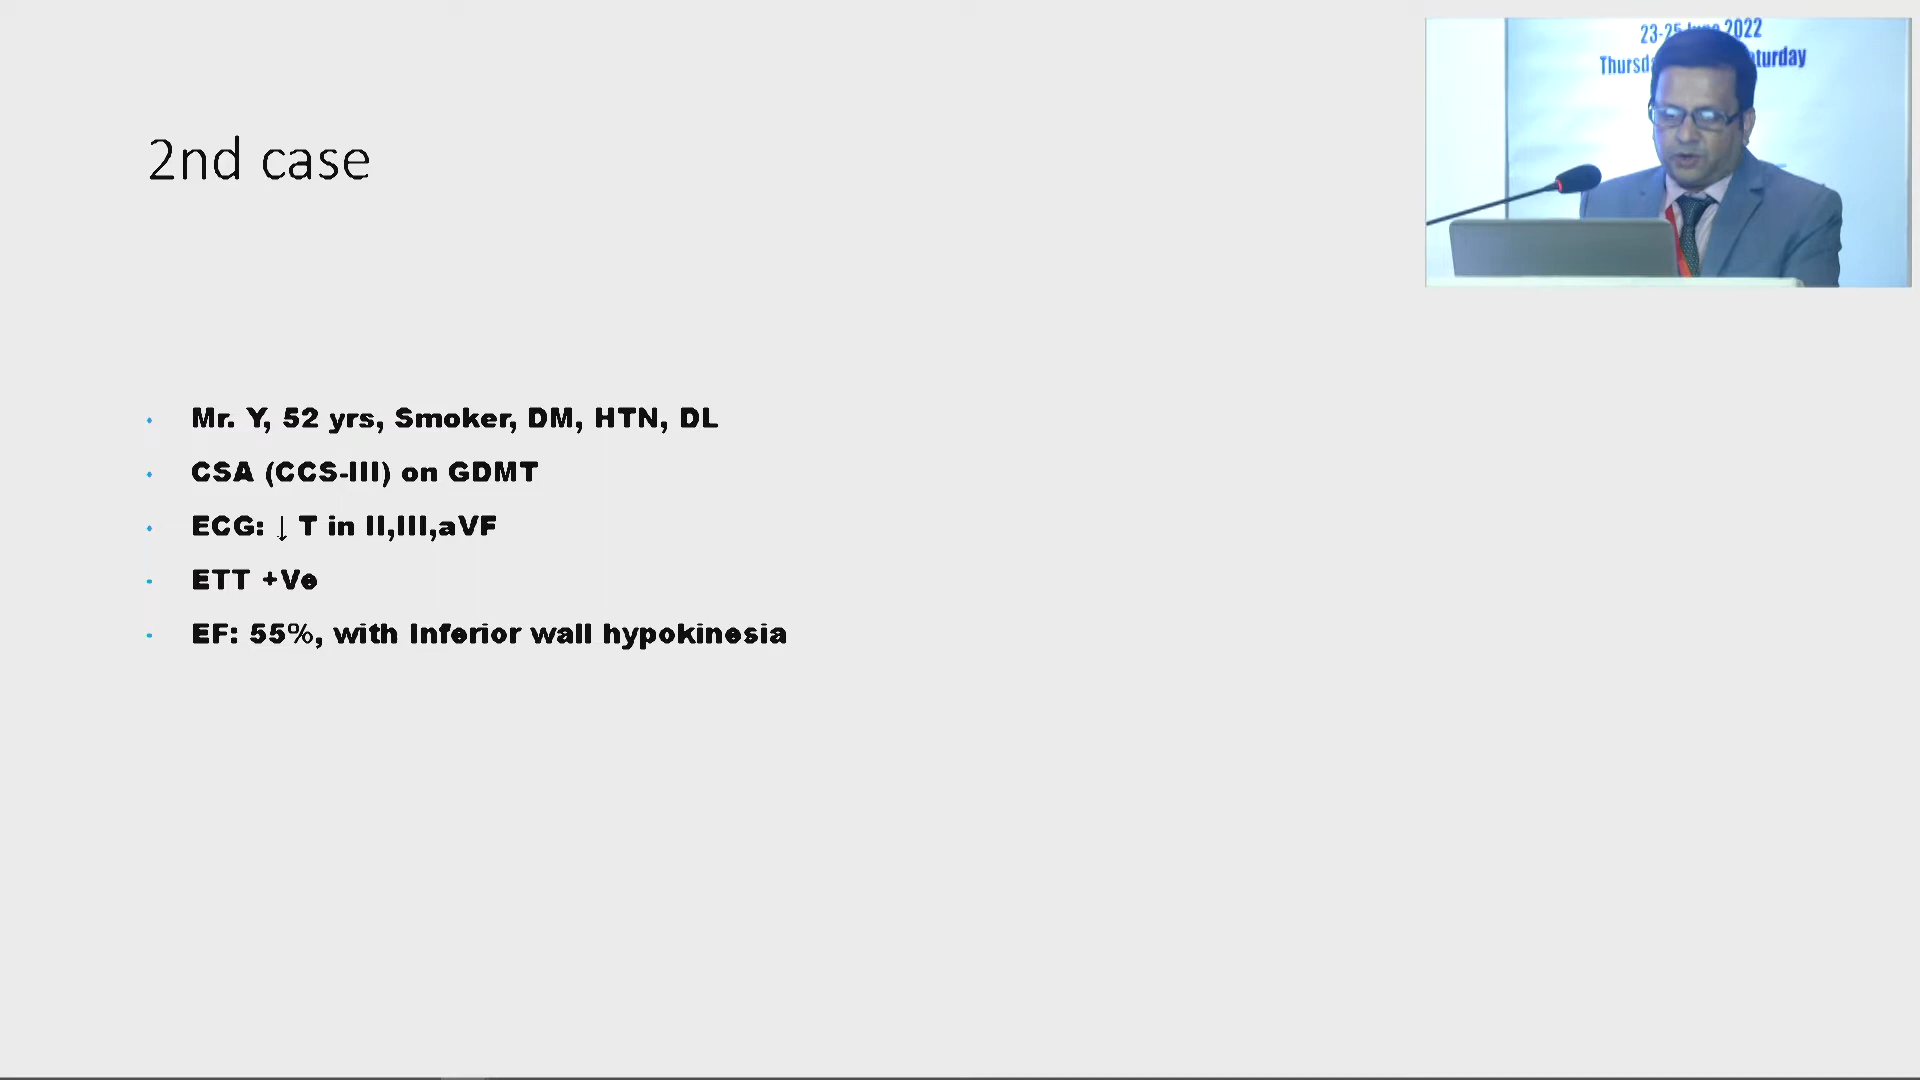 23-25 June 2022
Thursd aturday
2nd case
Mr. Y, 52 yrs, Smoker, DM, HTN, DL
CSA (CCS-III) on GDMT
ECG: ↓ T in II,III,aVF
ETT +Ve
EF: 55%, with Inferior wall hypokinesia